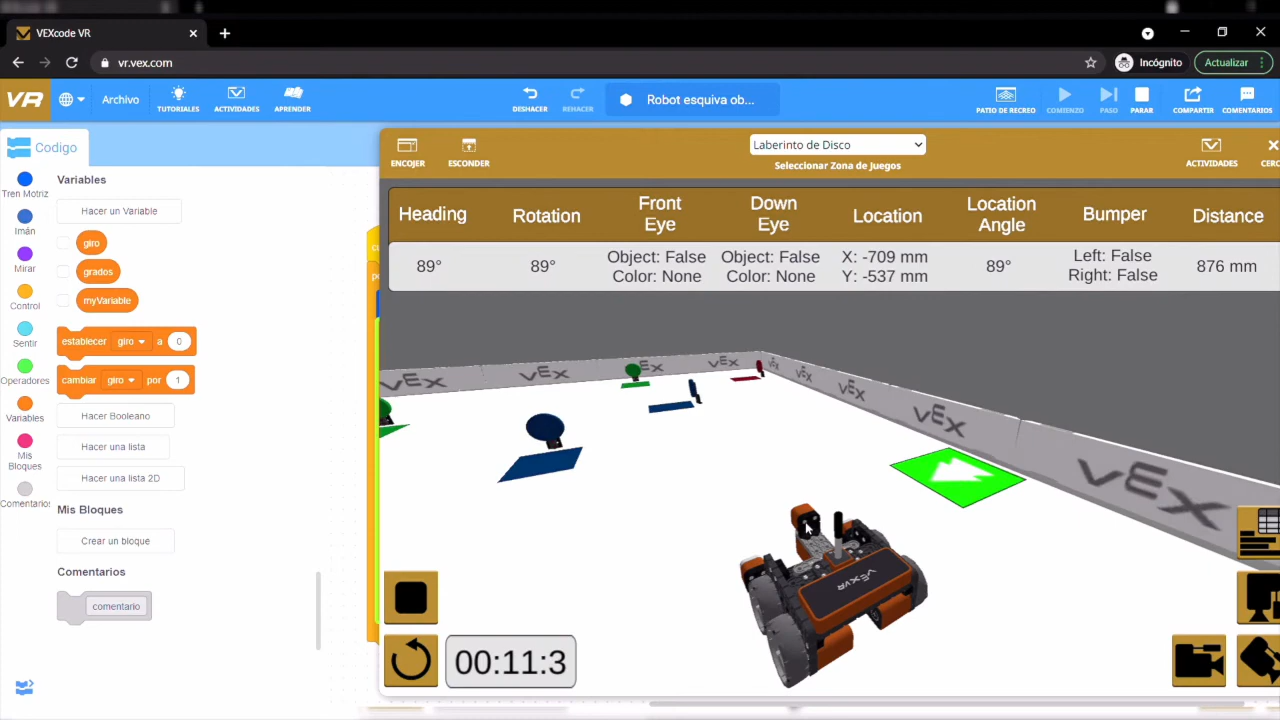 VEXcode VR
vr.vex.com
Incógnito
Actualizar
VR
Archivo
TUTORIALES
ACTIVIDADES
APRENDER
DESHACER
REHACER
Robot esquiva ob...
PATIO DE RECREO
COMIENZO
PASO
PARAR
COMPARTIR
COMENTARIOS
Codigo
ENCOJER
ESCONDER
Laberinto de Disco
Seleccionar Zona de Juegos
ACTIVIDADES
CERC
Tren Motriz
Imán
Mirar
Control
Sentir
Operadores
Variables
Mis
Bloques
Comentarios
Variables
Hacer un Variable
giro
grados
myVariable
establecer giro a 0
cambiar giro por 1
Hacer Booleano
Hacer una lista
Hacer una lista 2D
Mis Bloques
Crear un bloque
Comentarios
comentario
Heading
Rotation
Front
Eye
Down
Eye
Location
Location
Angle
Bumper
Distance
89°
89°
Object: False
Color: None
Object: False
Color: None
X: -709 mm
Y: -537 mm
89°
Left: False
Right: False
876 mm
VEX
VEX
VEX
VEX
VEX
VEX
VEX
VEX
VEX
VEXVR
00:11:3